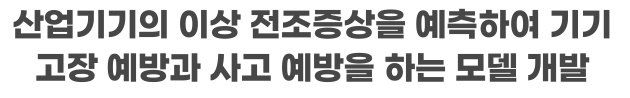 산업기기의 이상 전조증상을 예측하여 기기
고장 예방과 사고 예방을 하는 모델 개발